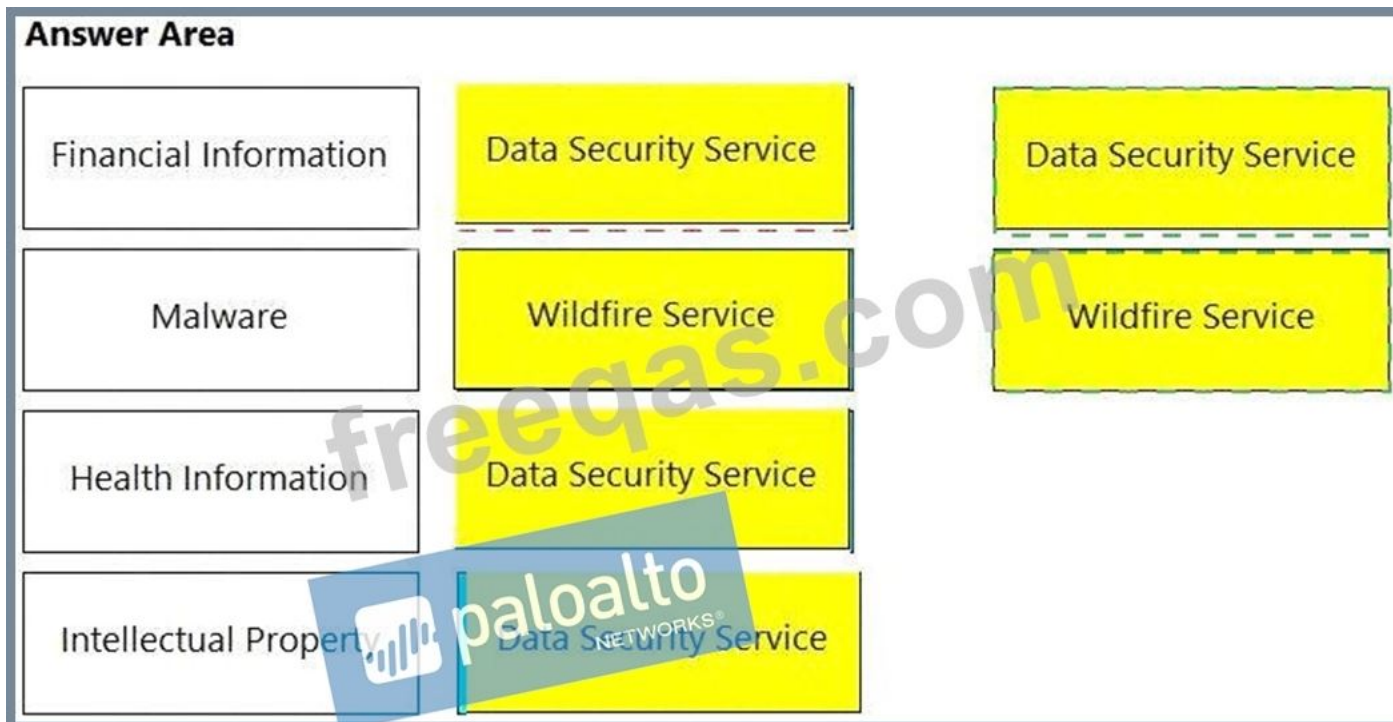 Answer Area
Financial Information
Data Security Service
Data Security Service
Malware
Wildfire Service
Wildfire Service
Health Information
Data Security Service
Intellectual Property
Data Security Service
freeqas.com
paloalto
NETWORKS®